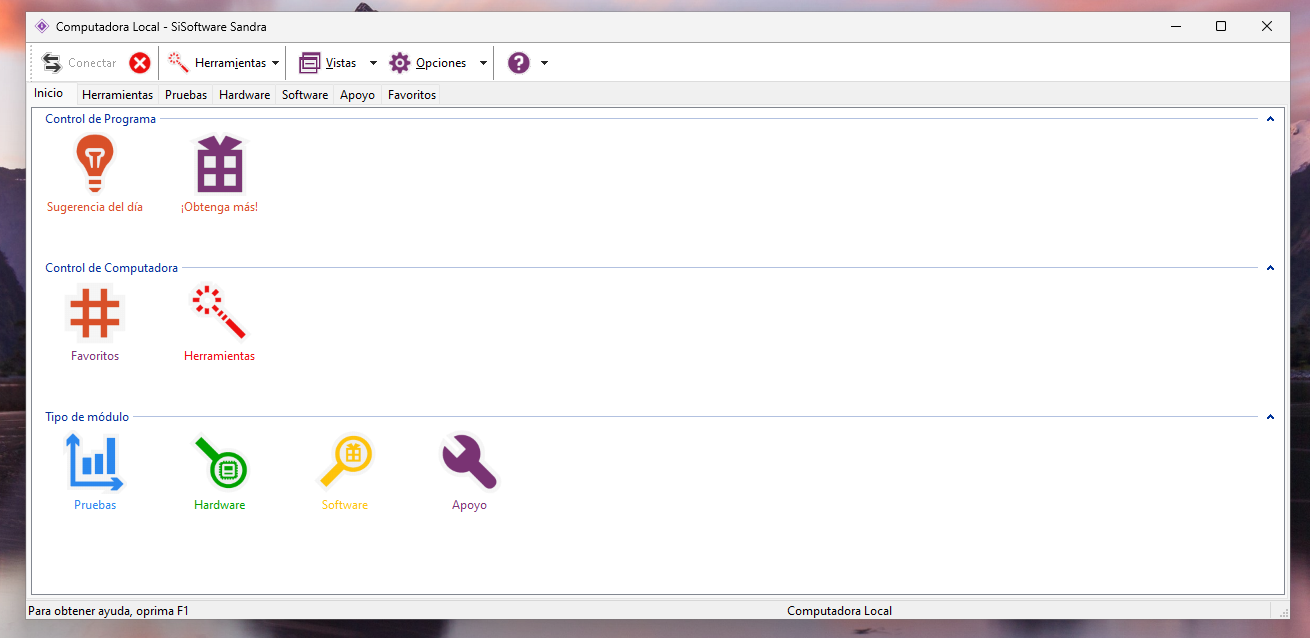 Computadora Local - SiSoftware Sandra
Conectar Herramientas Vistas Opciones ?
Inicio Herramientas Pruebas Hardware Software Apoyo Favoritos
Control de Programa
Sugerencia del día ¡Obtenga más!
Control de Computadora
Favoritos Herramientas
Tipo de módulo
Pruebas Hardware Software Apoyo
Para obtener ayuda, oprima F1 Computadora Local